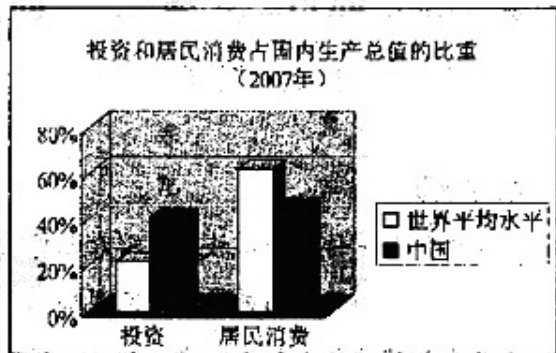 投资和居民消费占国内生产总值的比重
（2007年）
80%
60%
40%
20%
0%
投资
居民消费
世界平均水平
中国